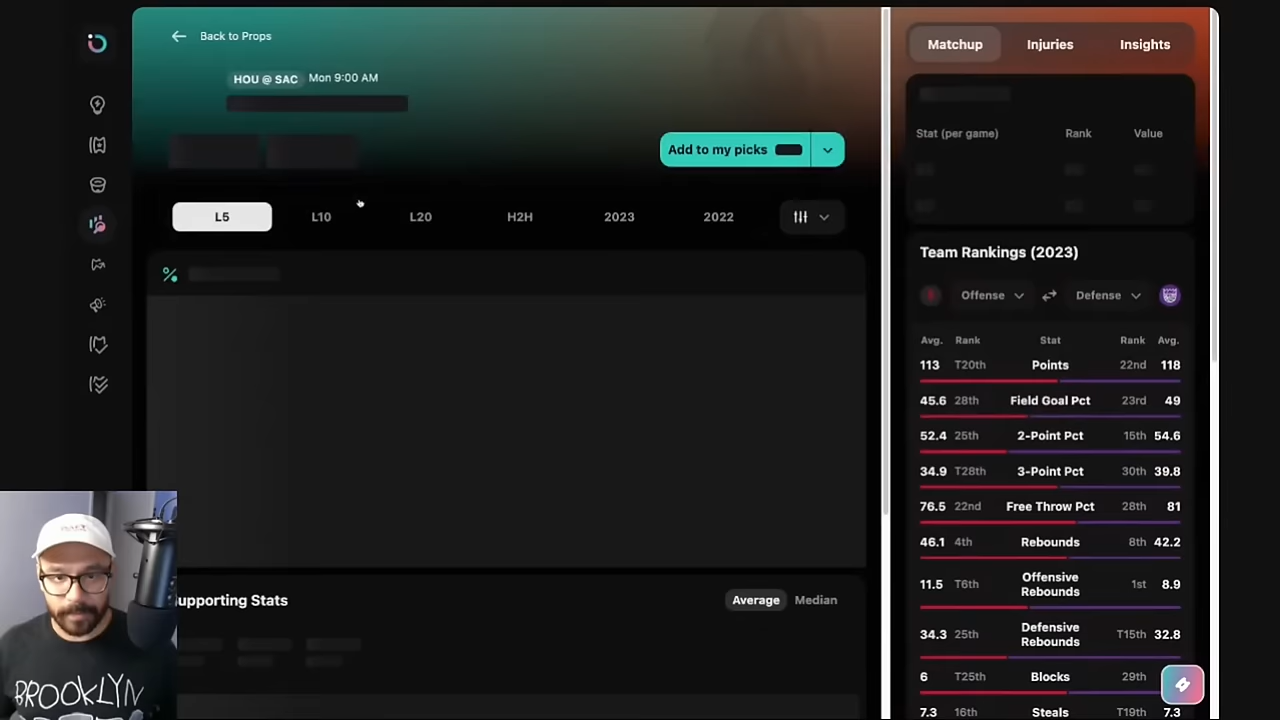 Back to Props
HOU @ SAC Mon 9:00 AM
Add to my picks
L5 L10 L20 H2H 2023 2022
%
Supporting Stats
Average Median
Matchup Injuries Insights
Stat (per game) Rank Value
Team Rankings (2023)
Offense Defense
Avg. Rank Stat Rank Avg.
113 T20th Points 22nd 118
45.6 28th Field Goal Pct 23rd 49
52.4 25th 2-Point Pct 15th 54.6
34.9 T28th 3-Point Pct 30th 39.8
76.5 22nd Free Throw Pct 28th 81
46.1 4th Rebounds 8th 42.2
11.5 T6th Offensive Rebounds 1st 8.9
34.3 25th Defensive Rebounds T15th 32.8
6 T25th Blocks 29th
7.3 16th Steals T19th 7.3
BROOKLYN